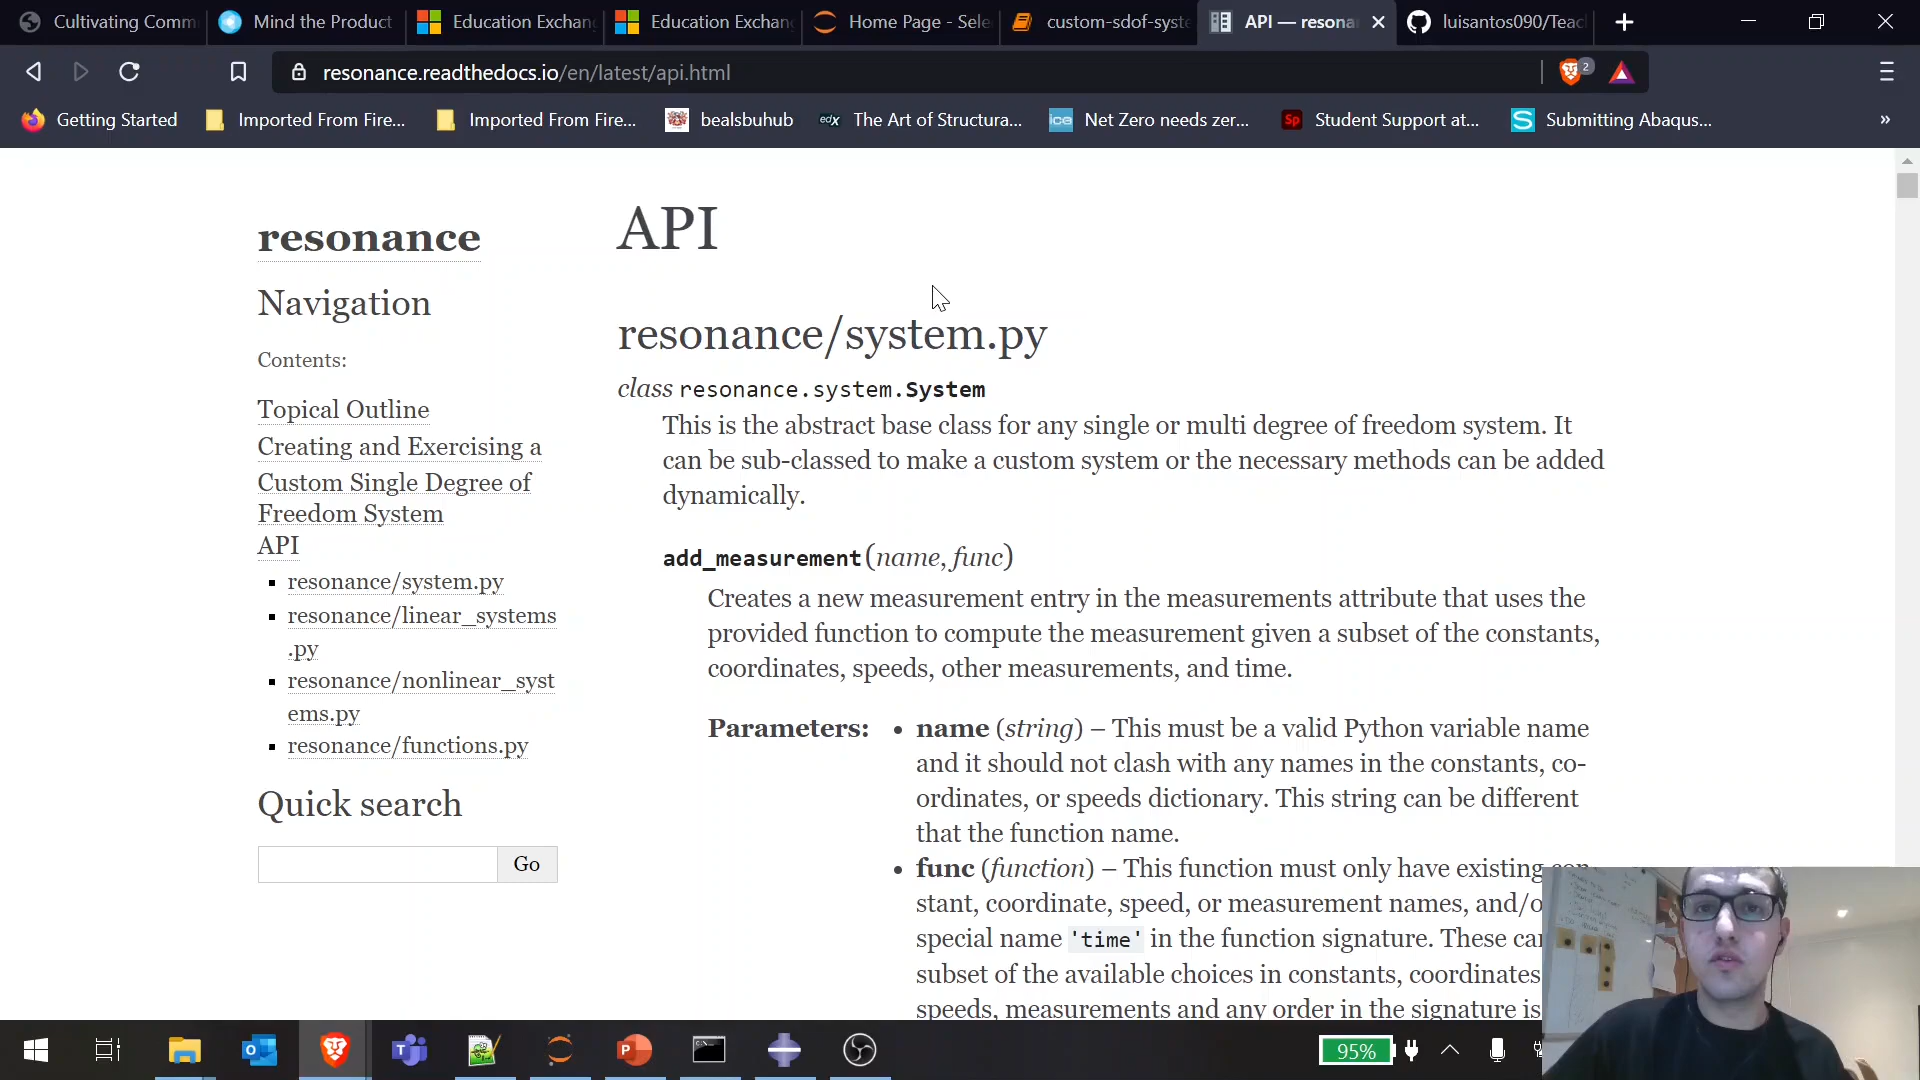 Cultivating Comm
Mind the Product
Education Exchan
Education Exchan
Home Page - Sele
custom-sdof-syste
API — resona
luisantos090/Teac
resonance.readthedocs.io/en/latest/api.html
2
Getting Started
Imported From Fire...
Imported From Fire...
bealsbuhub
edX
The Art of Structura...
ice
Net Zero needs zer...
Sp
Student Support at...
S
Submitting Abaqus...
»
resonance
Navigation
Contents:
Topical Outline
Creating and Exercising a
Custom Single Degree of
Freedom System
API
resonance/system.py
resonance/linear_systems
.py
resonance/nonlinear_syst
ems.py
resonance/functions.py
Quick search
Go
API
resonance/system.py
class resonance.system.System
This is the abstract base class for any single or multi degree of freedom system. It
can be sub-classed to make a custom system or the necessary methods can be added
dynamically.
add_measurement(name, func)
Creates a new measurement entry in the measurements attribute that uses the
provided function to compute the measurement given a subset of the constants,
coordinates, speeds, other measurements, and time.
Parameters:
• name (string) – This must be a valid Python variable name
and it should not clash with any names in the constants, co-
ordinates, or speeds dictionary. This string can be different
that the function name.
• func (function) – This function must only have existing con-
stant, coordinate, speed, or measurement names, and/o
special name 'time' in the function signature. These can
subset of the available choices in constants, coordinates
speeds, measurements and any order in the signature is
95%